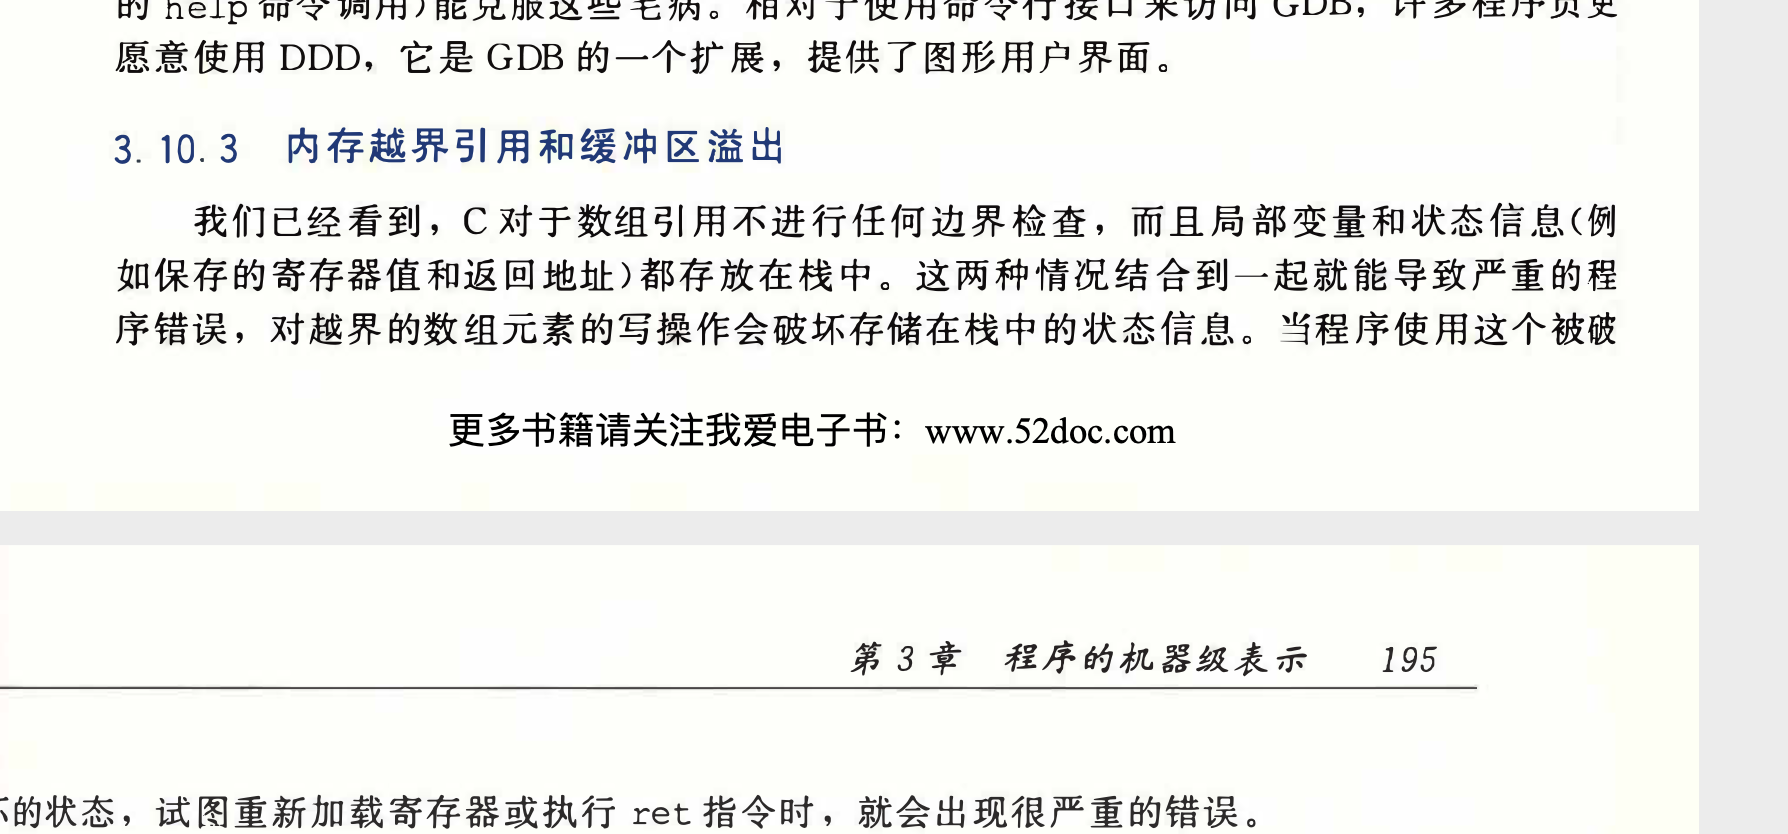 的 help 命令调用)能克服这些毛病。相对于使用命令行接口来访问 GDB，许多程序员更
愿意使用 DDD，它是 GDB 的一个扩展，提供了图形用户界面。
3.10.3 内存越界引用和缓冲区溢出
我们已经看到，C 对于数组引用不进行任何边界检查，而且局部变量和状态信息(例
如保存的寄存器值和返回地址)都存放在栈中。这两种情况结合到一起就能导致严重的程
序错误，对越界的数组元素的写操作会破坏存储在栈中的状态信息。当程序使用这个被破
更多书籍请关注我爱电子书：www.52doc.com
第 3 章 程序的机器级表示 195
坏的状态，试图重新加载寄存器或执行 ret 指令时，就会出现很严重的错误。